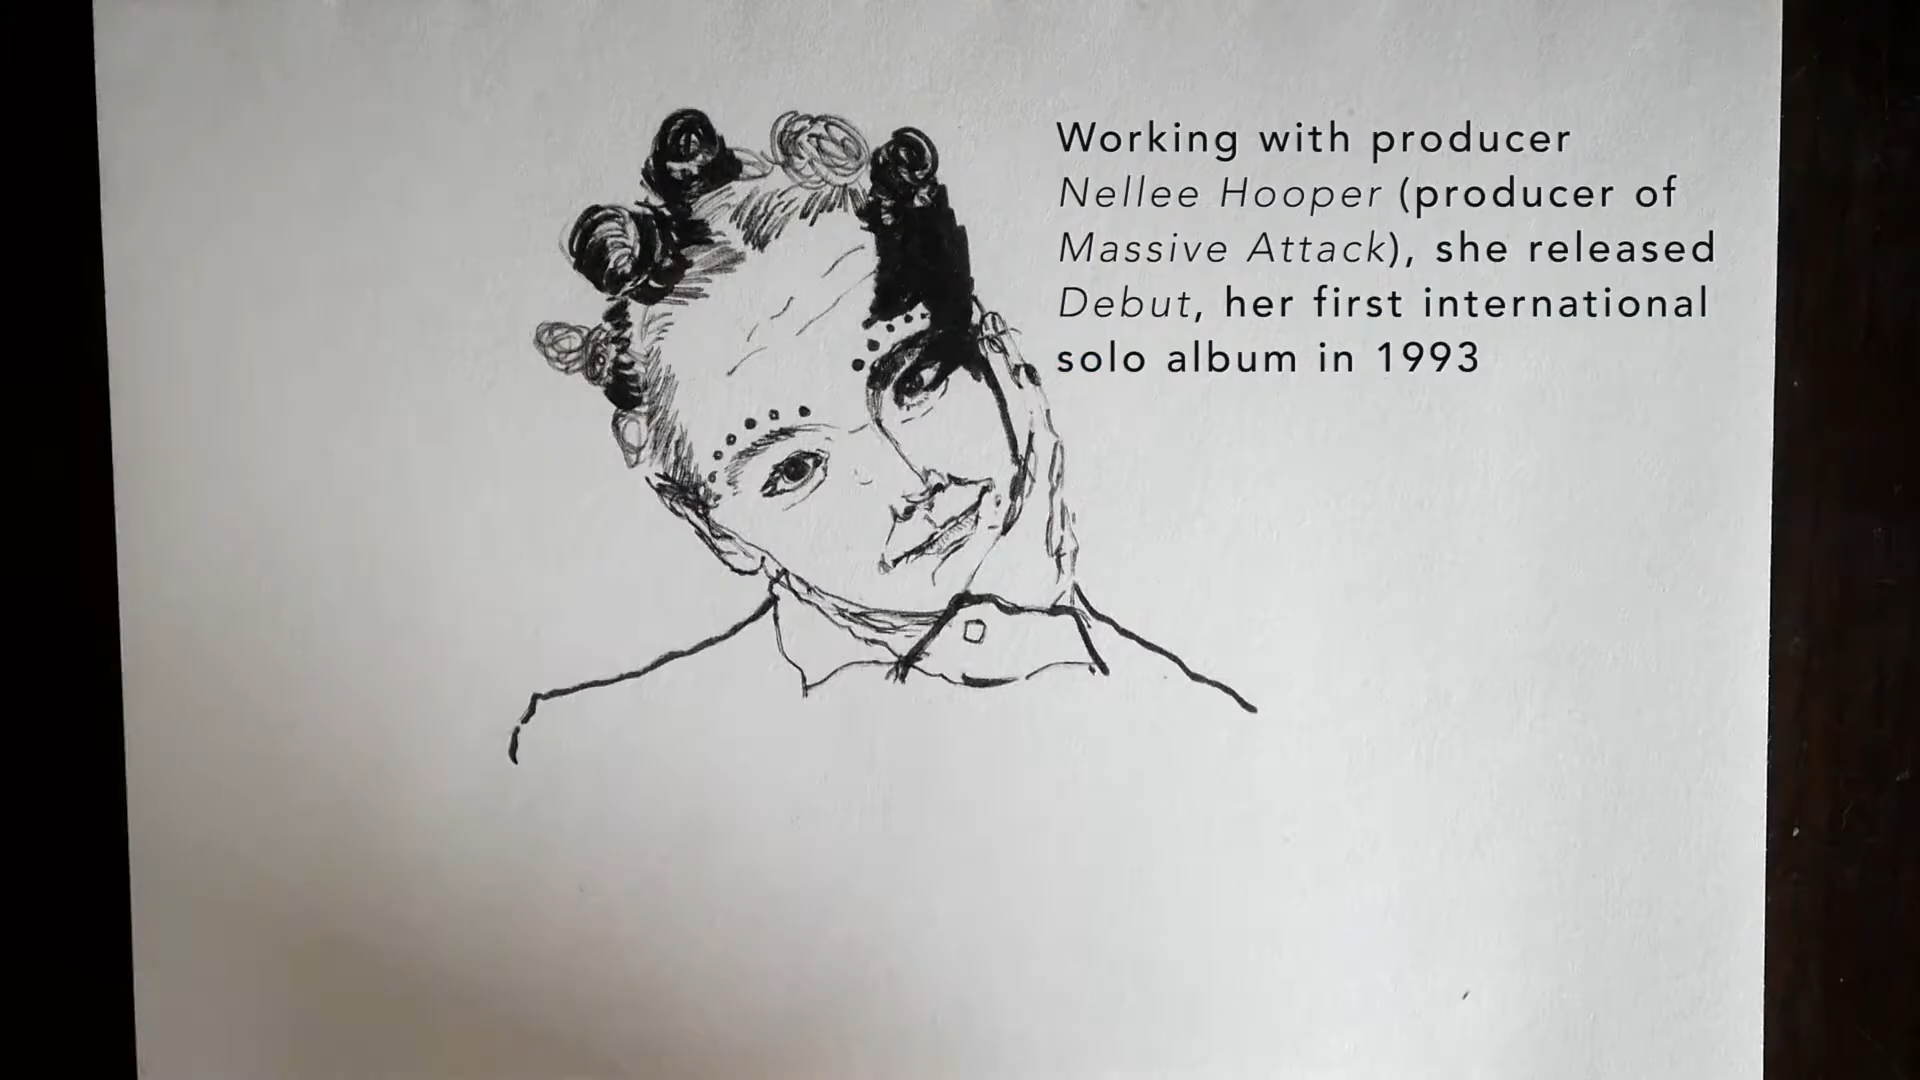 Working with producer
Nellee Hooper (producer of
Massive Attack), she released
Debut, her first international
solo album in 1993